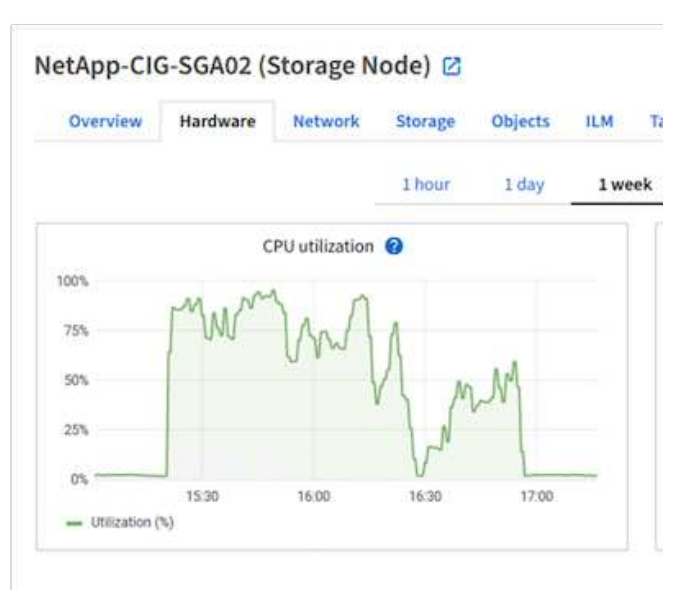 NetApp-CIG-SGA02 (Storage Node)
Overview Hardware Network Storage Objects ILM
1 hour 1 day 1 week
CPU utilization ?
100%
75%
50%
25%
0%
15:30 16:00 16:30 17:00
Utilization (%)